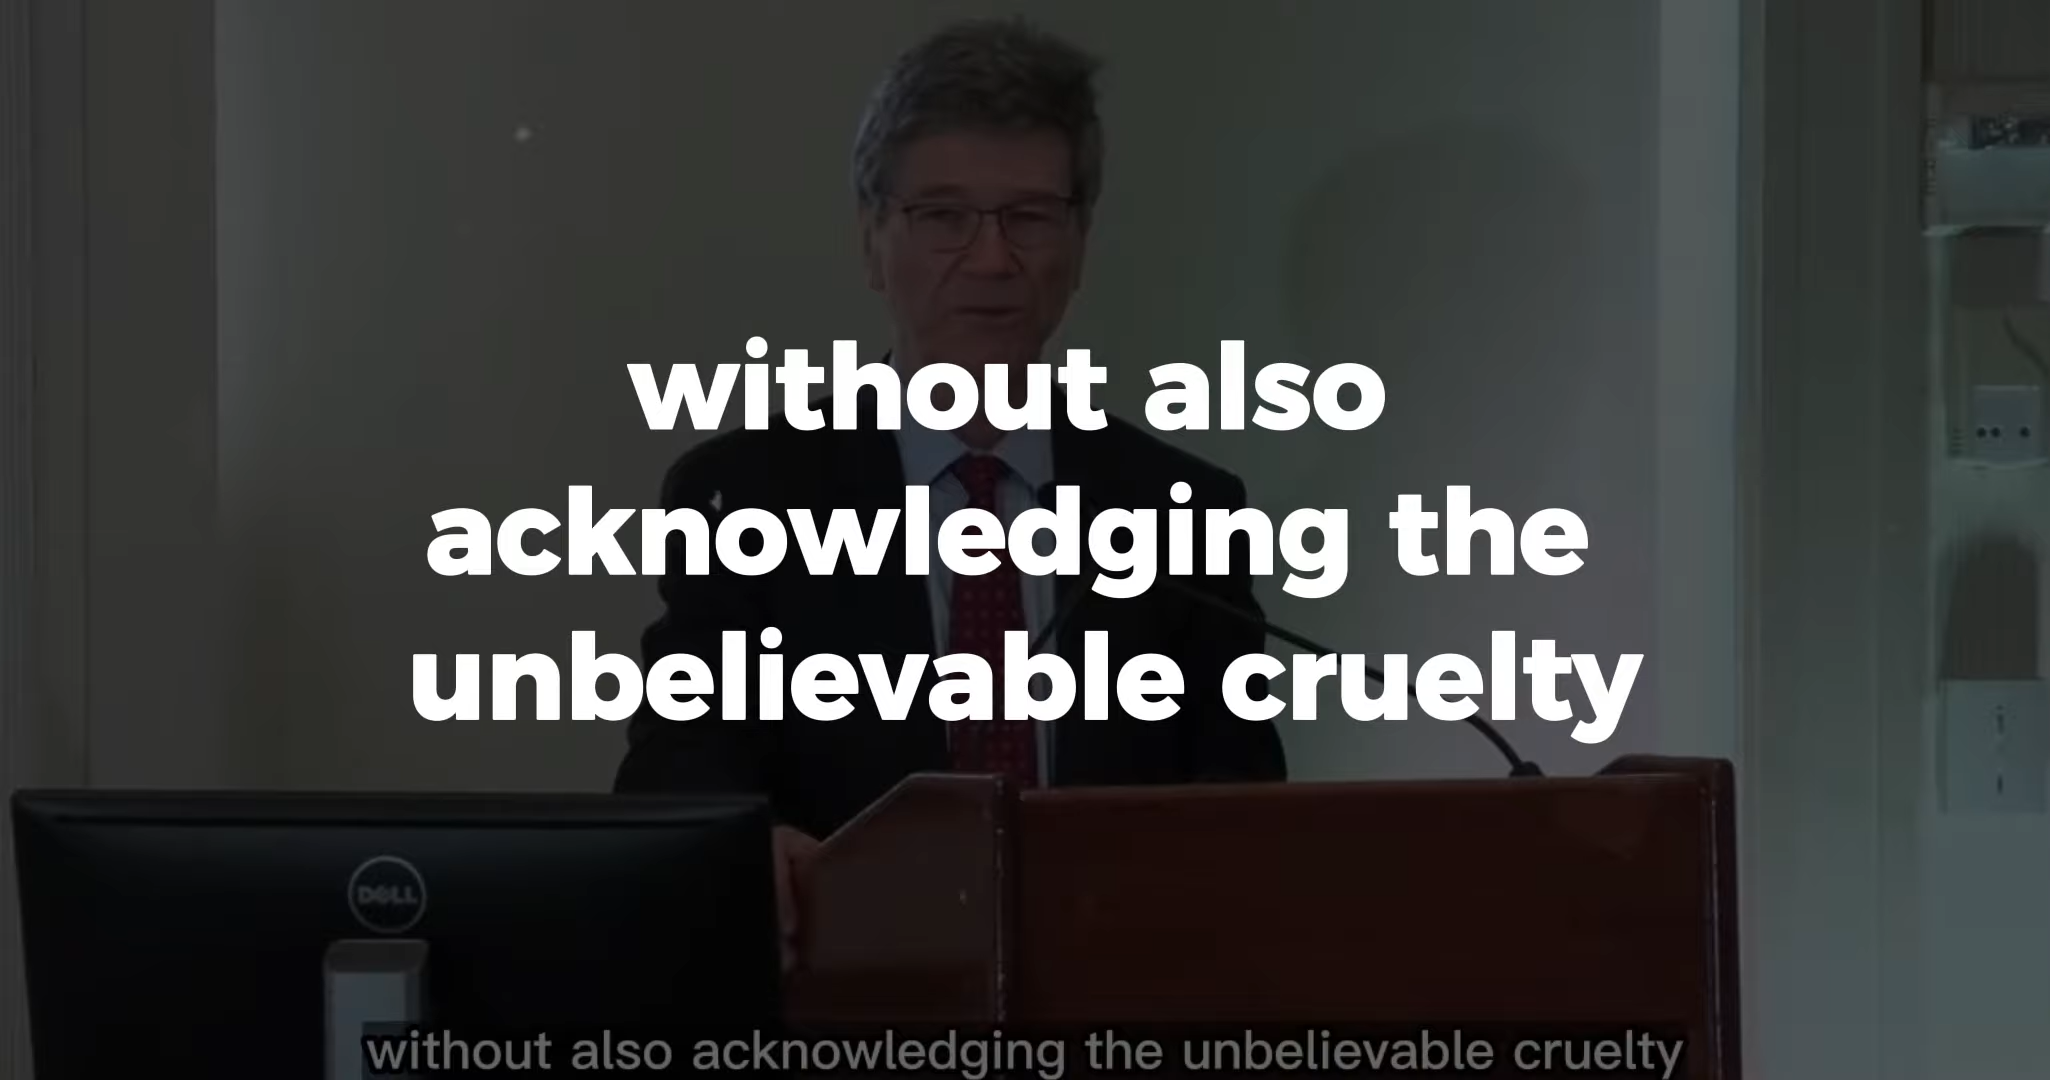 without also
acknowledging the
unbelievable cruelty
DELL
without also acknowledging the unbelievable cruelty